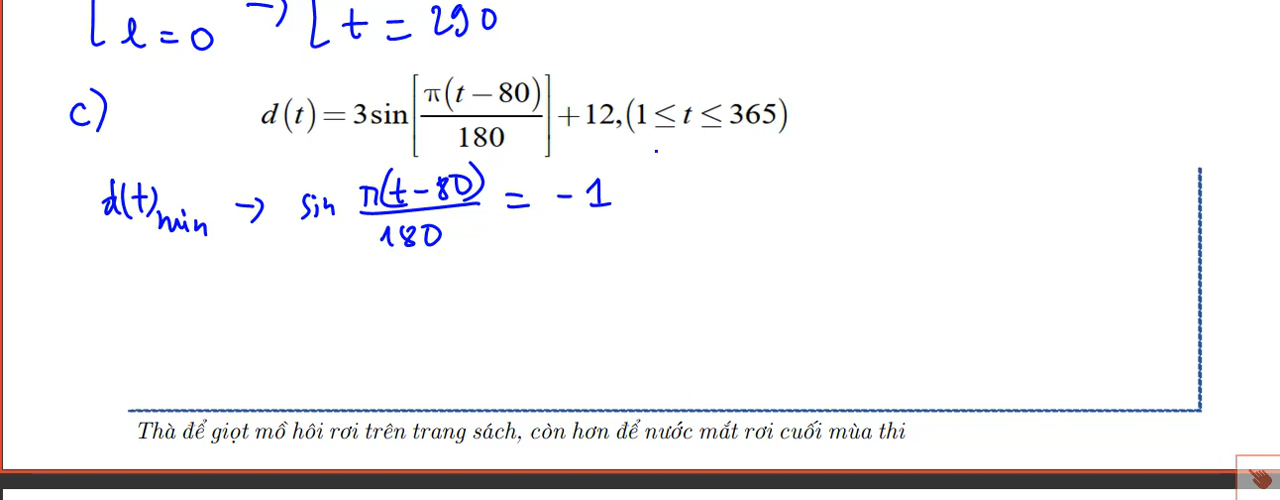 [ l = 0 → [ t = 290
c) d(t) = 3sin[π(t − 80)/180] + 12, (1 ≤ t ≤ 365)
d(t)min → sin π(t − 80)/180 = −1
Thà để giọt mồ hôi rơi trên trang sách, còn hơn để nước mắt rơi cuối mùa thi